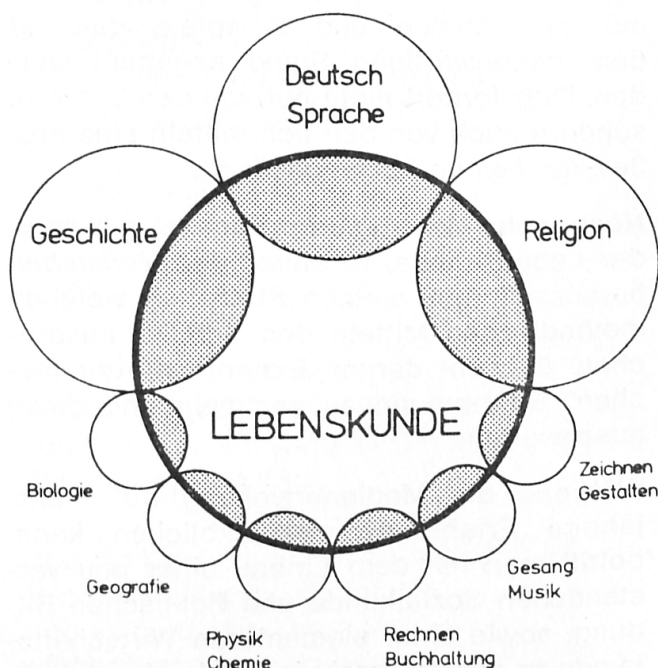 Deutsch
Sprache
Geschichte
Religion
LEBENSKUNDE
Biologie
Zeichnen
Gestalten
Geografie
Gesang
Musik
Physik
Chemie
Rechnen
Buchhaltung